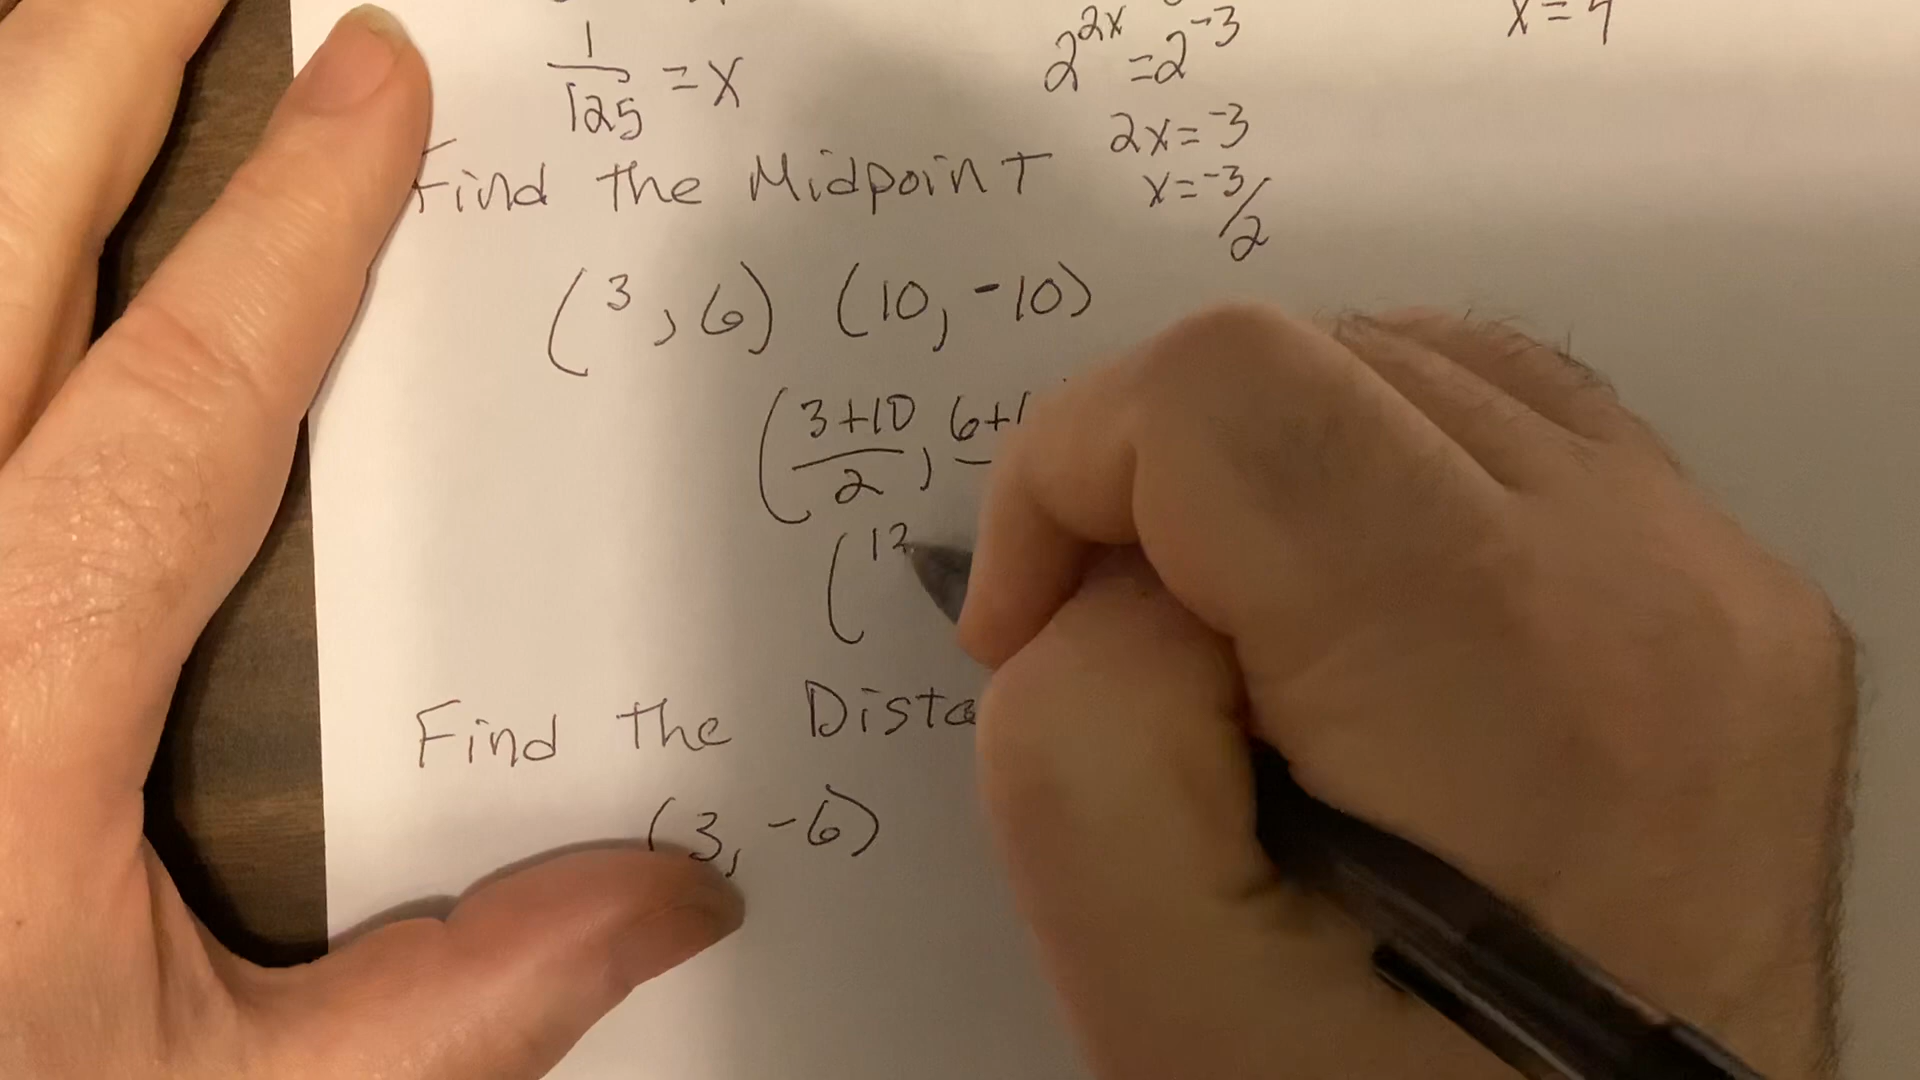 1/125 = x
2^2x = 2^-3
2x = -3
x = -3/2
x =
Find the Midpoint
(3, 6) (10, -10)
(3+10/2, 6+1
(13
Find the Dista
(3, -6)